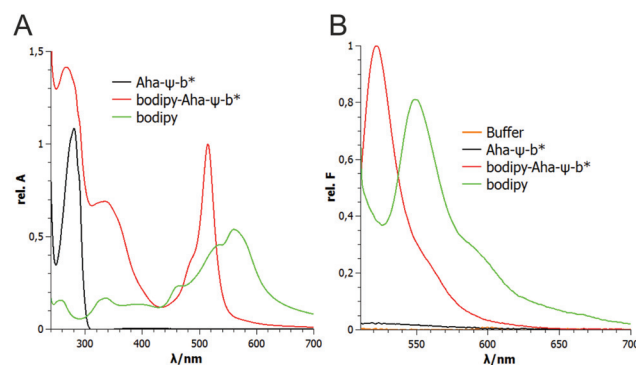 A
1,5
1
0,5
0
rel. A
300
400
500
600
700
λ/nm
Aha-ψ-b*
bodipy-Aha-ψ-b*
bodipy
B
1
0,8
0,6
0,4
0,2
0
rel. F
550
600
650
700
λ/nm
Buffer
Aha-ψ-b*
bodipy-Aha-ψ-b*
bodipy